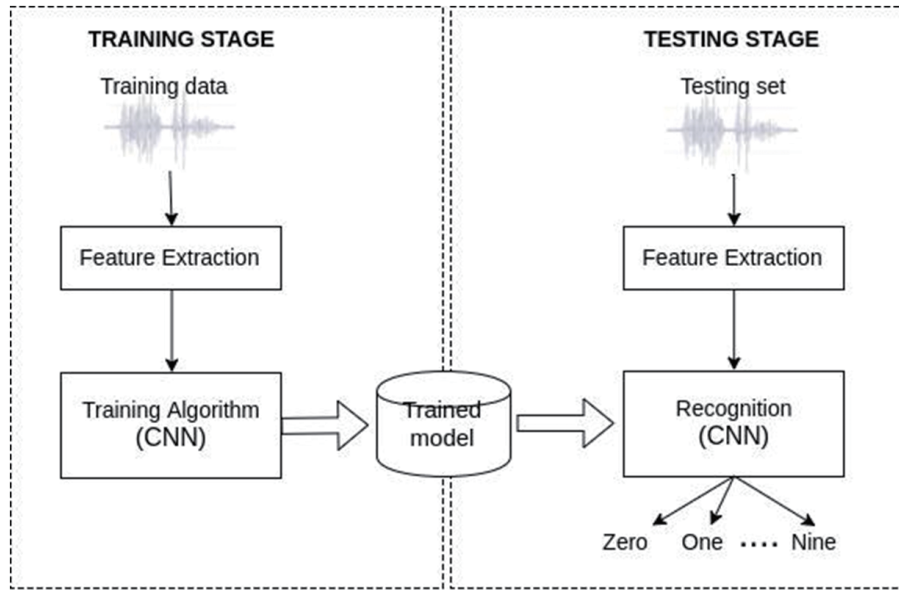 TRAINING STAGE
Training data
Feature Extraction
Training Algorithm
(CNN)
Trained
model
TESTING STAGE
Testing set
Feature Extraction
Recognition
(CNN)
Zero One .... Nine